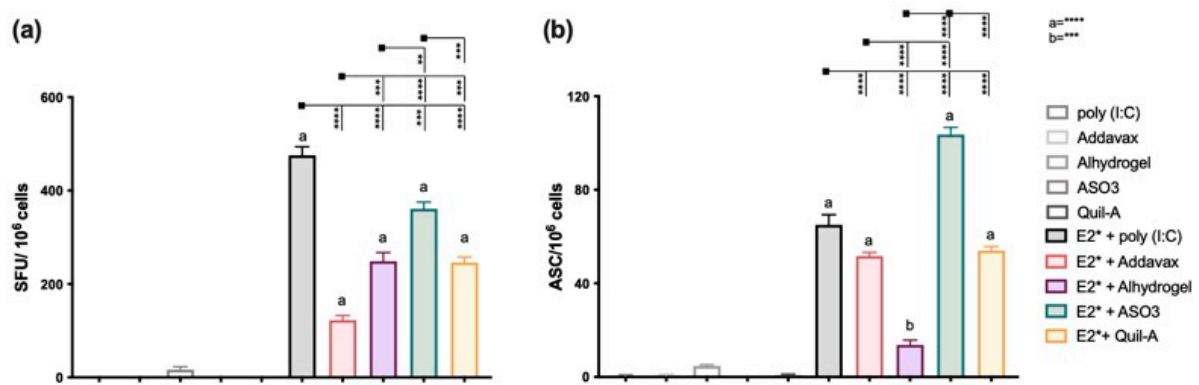 (a)
SFU/ 10⁶ cells
600
400
200
0
**
***
***
****
***
****
****
***
****
a
a
a
a
a
(b)
ASC/10⁶ cells
120
80
40
0
****
****
****
****
****
****
****
****
a
a
b
a
a
a=****
b=***
poly (I:C)
Addavax
Alhydrogel
ASO3
Quil-A
E2* + poly (I:C)
E2* + Addavax
E2* + Alhydrogel
E2* + ASO3
E2*+ Quil-A